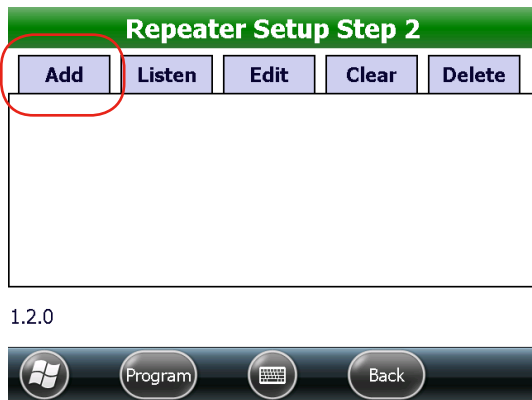 Repeater Setup Step 2
Add Listen Edit Clear Delete
1.2.0
Program Back